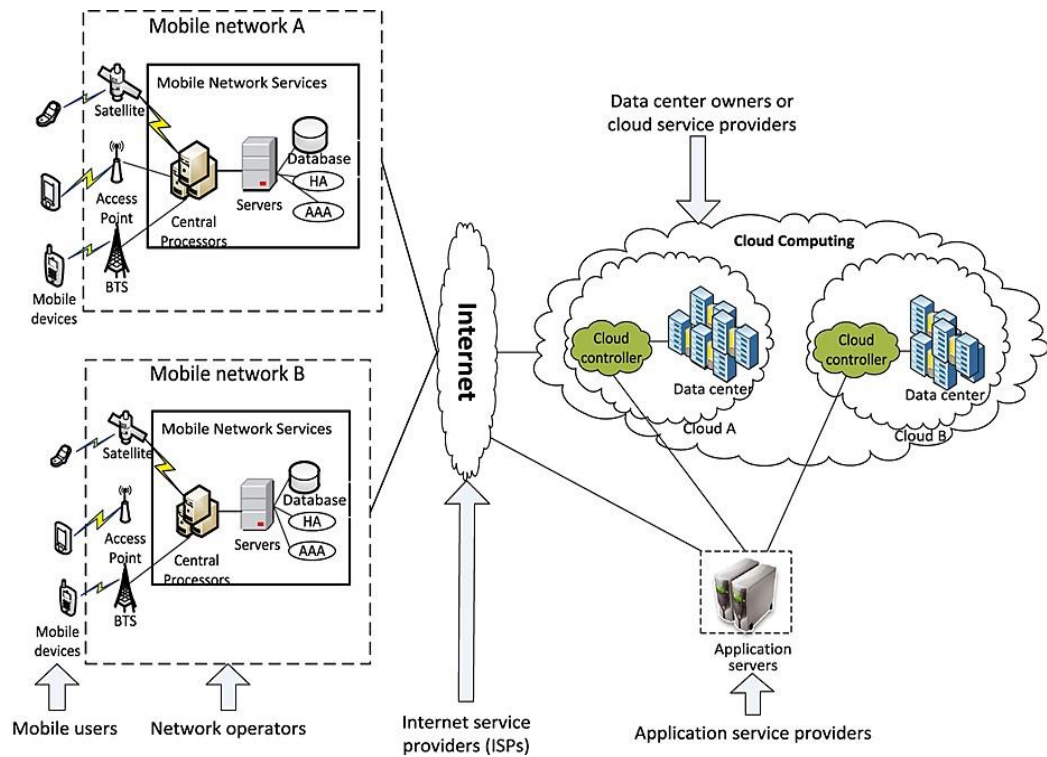 Mobile network A
Mobile Network Services
Satellite
Database
HA
AAA
Access
Point
Central
Processors
Servers
BTS
Mobile
devices
Mobile network B
Mobile Network Services
Satellite
Database
HA
AAA
Access
Point
Central
Processors
Servers
BTS
Mobile
devices
Mobile users
Network operators
Internet
Internet service
providers (ISPs)
Data center owners or
cloud service providers
Cloud Computing
Cloud
controller
Data center
Cloud A
Cloud
controller
Data center
Cloud B
Application
servers
Application service providers